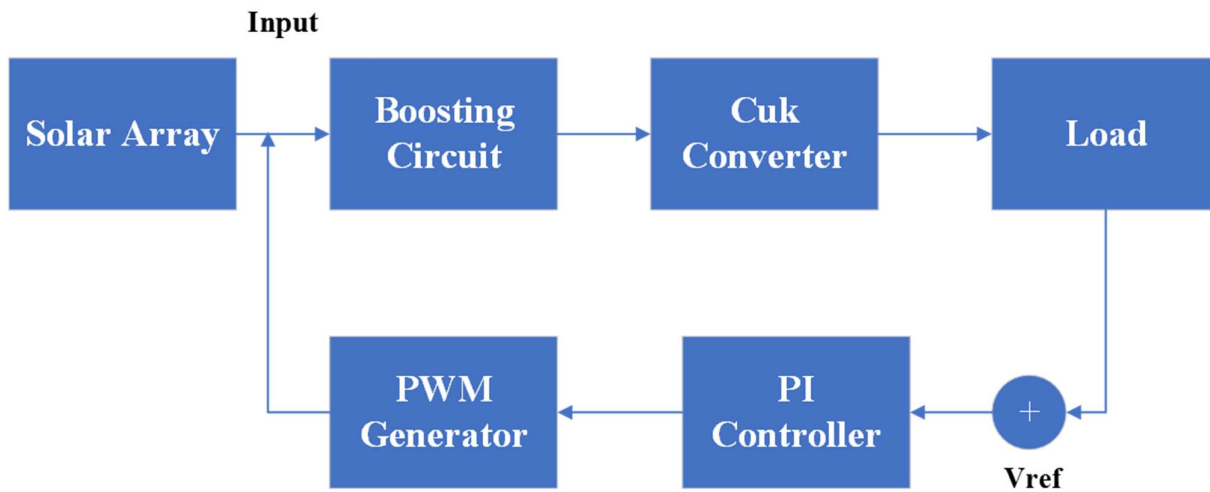 Input
Solar Array
Boosting
Circuit
Cuk
Converter
Load
PWM
Generator
PI
Controller
+
Vref